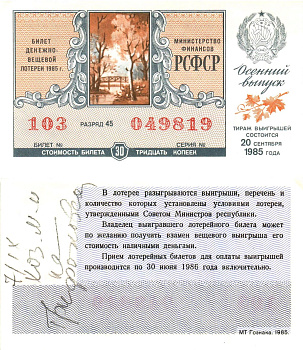 БИЛЕТ
ДЕНЕЖНО-
ВЕЩЕВОЙ
ЛОТЕРЕИ 1985 г.
МИНИСТЕРСТВО
ФИНАНСОВ
РСФСР
Осенний
выпуск
103
РАЗРЯД 45
049819
БИЛЕТ №
СЕРИЯ №
СТОИМОСТЬ БИЛЕТА 30 ТРИДЦАТЬ КОПЕЕК
ТИРАЖ ВЫИГРЫШЕЙ
СОСТОИТСЯ
20 СЕНТЯБРЯ
1985 ГОДА
В лотерее разыгрываются выигрыши, перечень и
количество которых установлены условиями лотереи,
утвержденными Советом Министров республики.
Владелец выигравшего лотерейного билета может
по желанию получить взамен вещевого выигрыша его
стоимость наличными деньгами.
Прием лотерейных билетов для оплаты выигрышей
производится по 30 июня 1986 года включительно.
МТ Гознака. 1985.